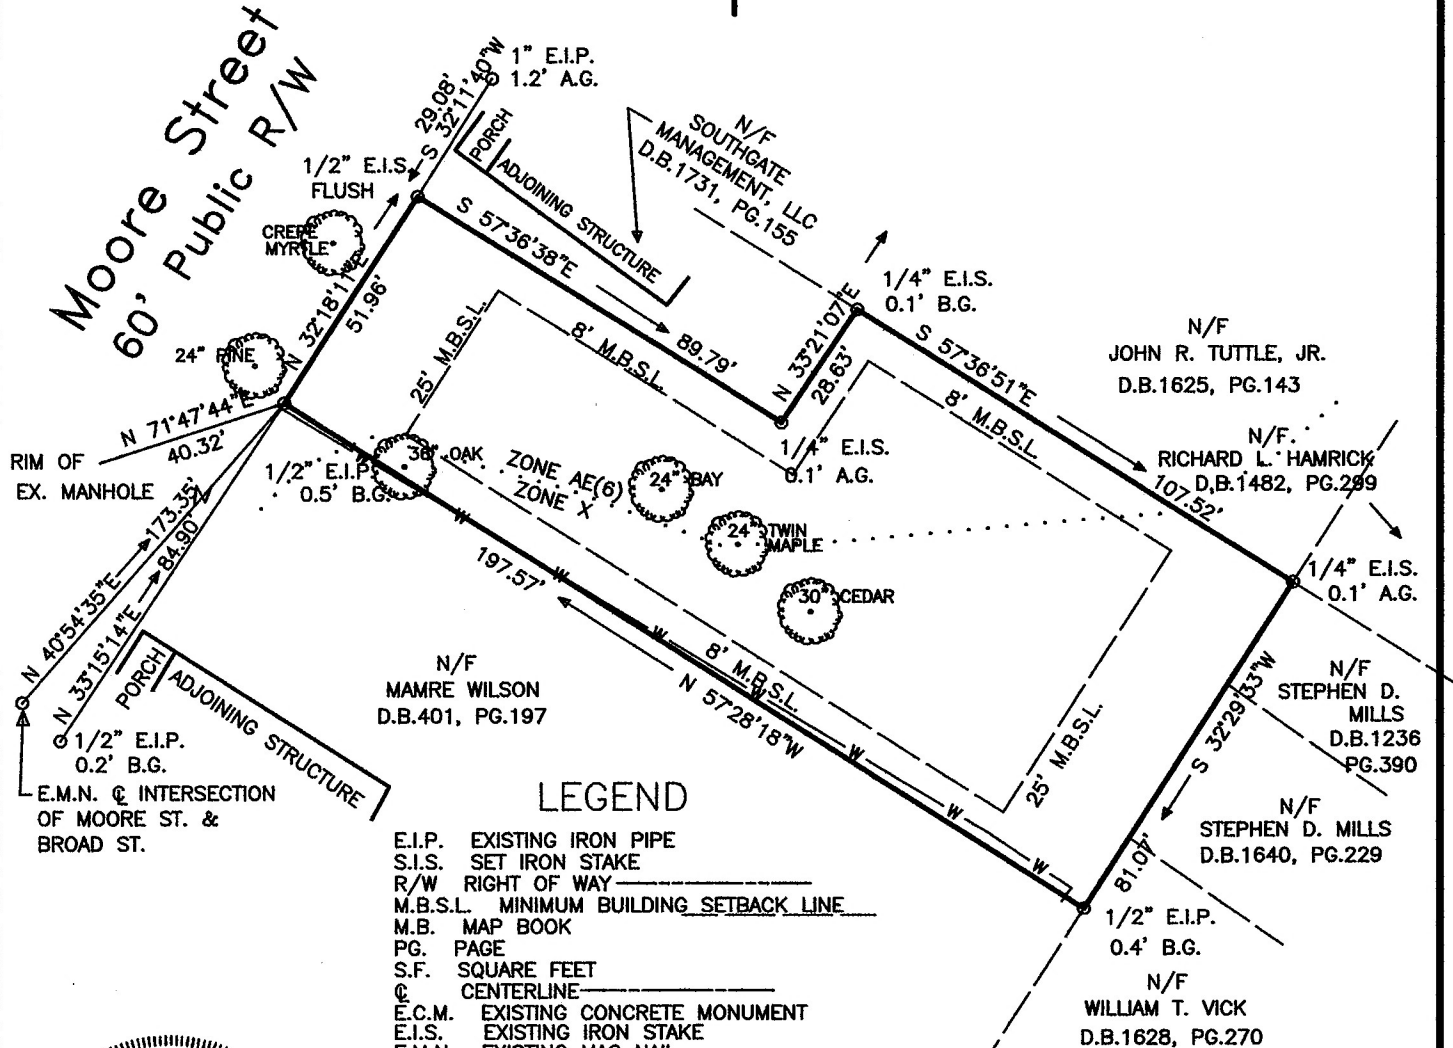 Moore Street
60' Public R/W
1" E.I.P.
1.2' A.G.
29.08'
S 32°11'40"W
PORCH
ADJOINING STRUCTURE
N/F
SOUTHGATE
MANAGEMENT, LLC
D.B.1731, PG.155
1/2" E.I.S.
FLUSH
CREPE
MYRTLE
N 32°18'11"E
51.96'
S 57°36'38"E
89.79'
25' M.B.S.L.
8' M.B.S.L.
N 33°21'07"E
28.63'
1/4" E.I.S.
0.1' B.G.
S 57°36'51"E
107.52'
8' M.B.S.L.
N/F
JOHN R. TUTTLE, JR.
D.B.1625, PG.143
N/F
RICHARD L. HAMRICK
D.B.1482, PG.299
24" PINE
N 71°47'44"E
40.32'
RIM OF
EX. MANHOLE
1/2" E.I.P.
0.5' B.G.
36" OAK
ZONE AE(6)
ZONE X
24" BAY
24" TWIN
MAPLE
30" CEDAR
1/4" E.I.S.
0.1' A.G.
1/4" E.I.S.
0.1' A.G.
N 40°54'35"E
173.35'
N 33°15'14"E
84.90'
W
197.57'
W
W
W
W
W
W
W
N 57°28'18"W
8' M.B.S.L.
25' M.B.S.L.
S 32°29'33"W
81.07'
N/F
STEPHEN D.
MILLS
D.B.1236
PG.390
N/F
STEPHEN D. MILLS
D.B.1640, PG.229
PORCH
ADJOINING STRUCTURE
N/F
MAMRE WILSON
D.B.401, PG.197
1/2" E.I.P.
0.2' B.G.
E.M.N. ℄ INTERSECTION
OF MOORE ST. &
BROAD ST.
1/2" E.I.P.
0.4' B.G.
N/F
WILLIAM T. VICK
D.B.1628, PG.270
LEGEND
E.I.P. EXISTING IRON PIPE
S.I.S. SET IRON STAKE
R/W RIGHT OF WAY
M.B.S.L. MINIMUM BUILDING SETBACK LINE
M.B. MAP BOOK
PG. PAGE
S.F. SQUARE FEET
℄ CENTERLINE
E.C.M. EXISTING CONCRETE MONUMENT
E.I.S. EXISTING IRON STAKE